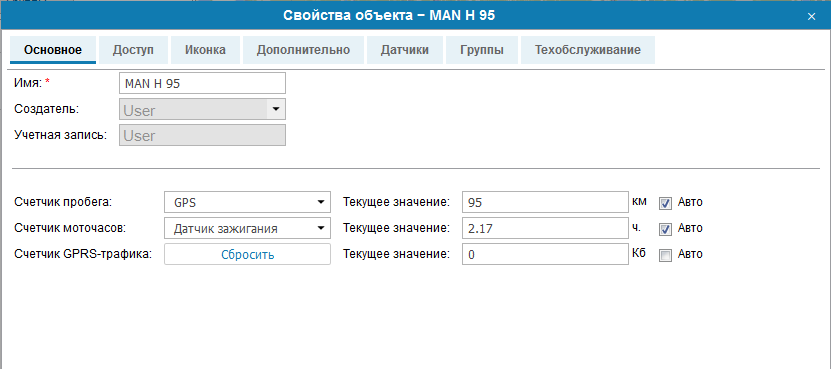 Свойства объекта – MAN H 95 ×
Основное Доступ Иконка Дополнительно Датчики Группы Техобслуживание
Имя: * MAN H 95
Создатель: User
Учетная запись: User
Счетчик пробега: GPS Текущее значение: 95 км Авто
Счетчик моточасов: Датчик зажигания Текущее значение: 2.17 ч. Авто
Счетчик GPRS-трафика: Сбросить Текущее значение: 0 Кб Авто